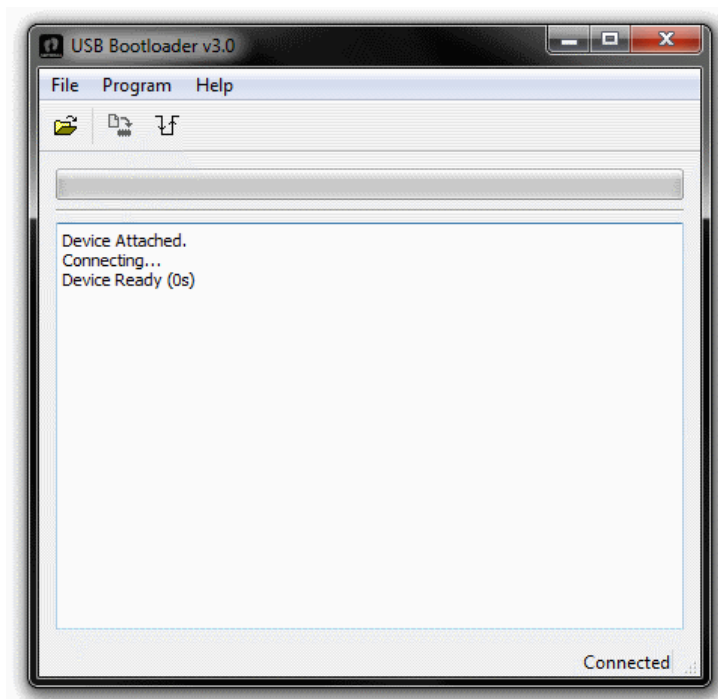 USB Bootloader v3.0
File Program Help
Device Attached.
Connecting...
Device Ready (0s)
Connected